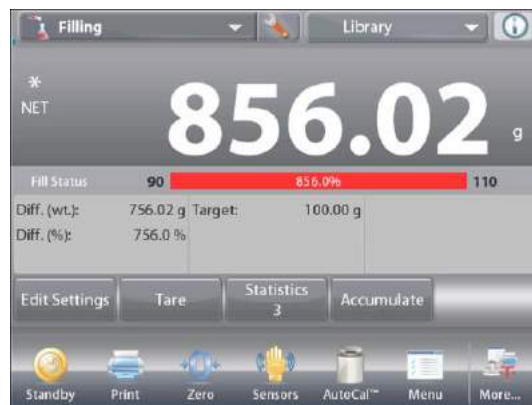 Filling
Library
*
NET
856.02 g
Fill Status 90 856.0% 110
Diff. (wt.): 756.02 g Target: 100.00 g
Diff. (%): 756.0 %
Edit Settings Tare Statistics 3 Accumulate
Standby Print Zero Sensors AutoCal™ Menu More...